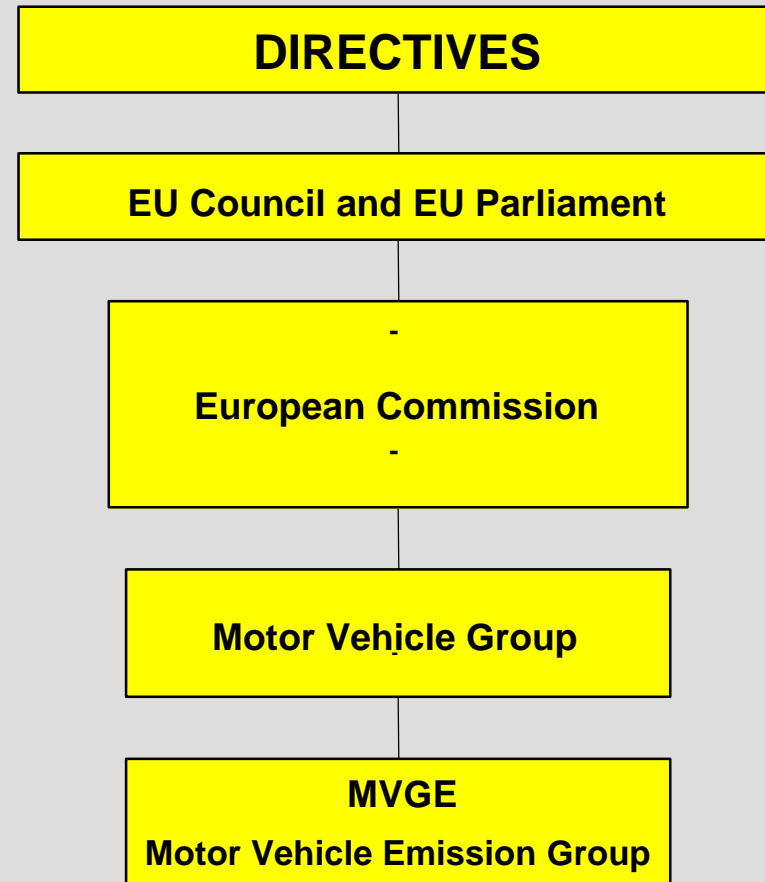 DIRECTIVES
EU Council and EU Parliament
-
European Commission
-
Motor Vehicle Group
-
MVGE
Motor Vehicle Emission Group